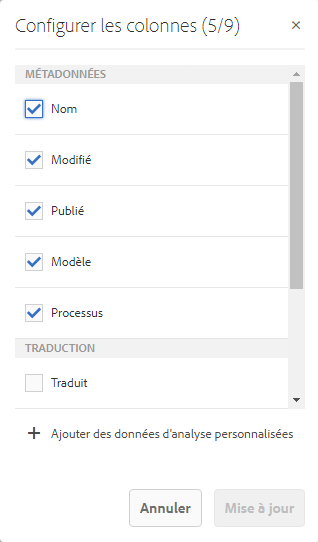 Configurer les colonnes (5/9)
MÉTADONNÉES
Nom
Modifié
Publié
Modèle
Processus
TRADUCTION
Traduit
Ajouter des données d'analyse personnalisées
Annuler
Mise à jour